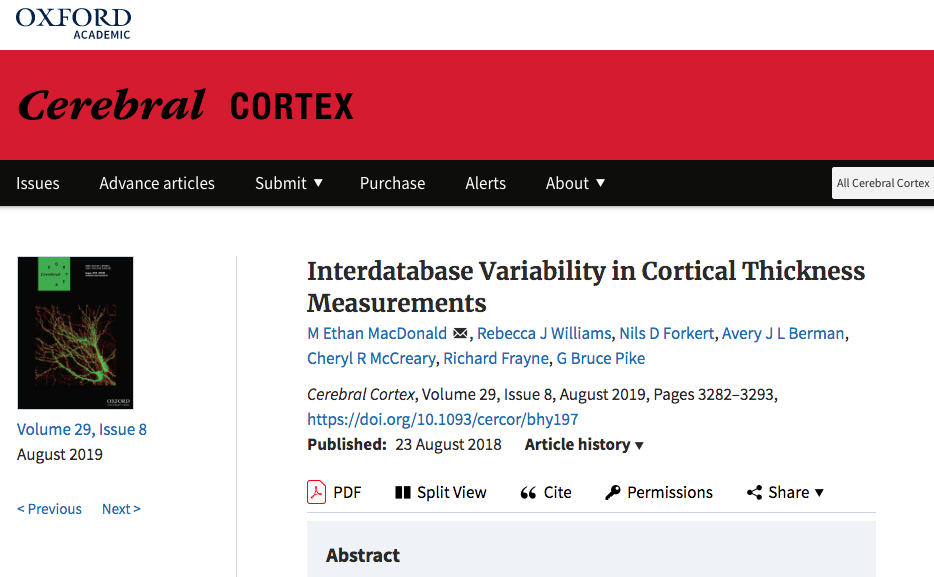 OXFORD
ACADEMIC
Cerebral CORTEX
Issues Advance articles Submit ▼ Purchase Alerts About ▼ All Cerebral Cortex
Interdatabase Variability in Cortical Thickness
Measurements
M Ethan MacDonald ✉, Rebecca J Williams, Nils D Forkert, Avery J L Berman,
Cheryl R McCreary, Richard Frayne, G Bruce Pike
Cerebral Cortex, Volume 29, Issue 8, August 2019, Pages 3282–3293,
https://doi.org/10.1093/cercor/bhy197
Published: 23 August 2018 Article history ▼
PDF Split View Cite Permissions Share ▼
Abstract
OXFORD
Volume 29, Issue 8
August 2019
< Previous Next >